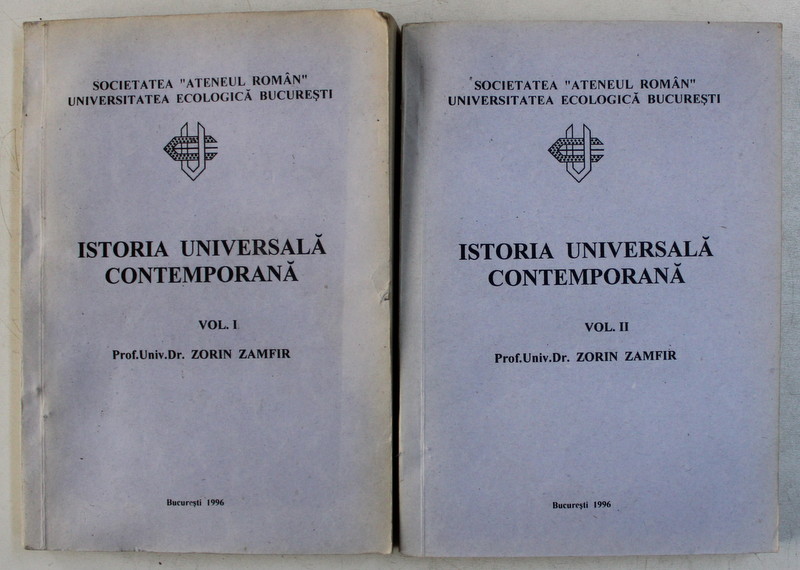 SOCIETATEA "ATENEUL ROMÂN"
UNIVERSITATEA ECOLOGICĂ BUCUREŞTI
ISTORIA UNIVERSALĂ
CONTEMPORANĂ
VOL. I
Prof.Univ.Dr. ZORIN ZAMFIR
Bucureşti 1996
SOCIETATEA "ATENEUL ROMÂN"
UNIVERSITATEA ECOLOGICĂ BUCUREŞTI
ISTORIA UNIVERSALĂ
CONTEMPORANĂ
VOL. II
Prof.Univ.Dr. ZORIN ZAMFIR
Bucureşti 1996